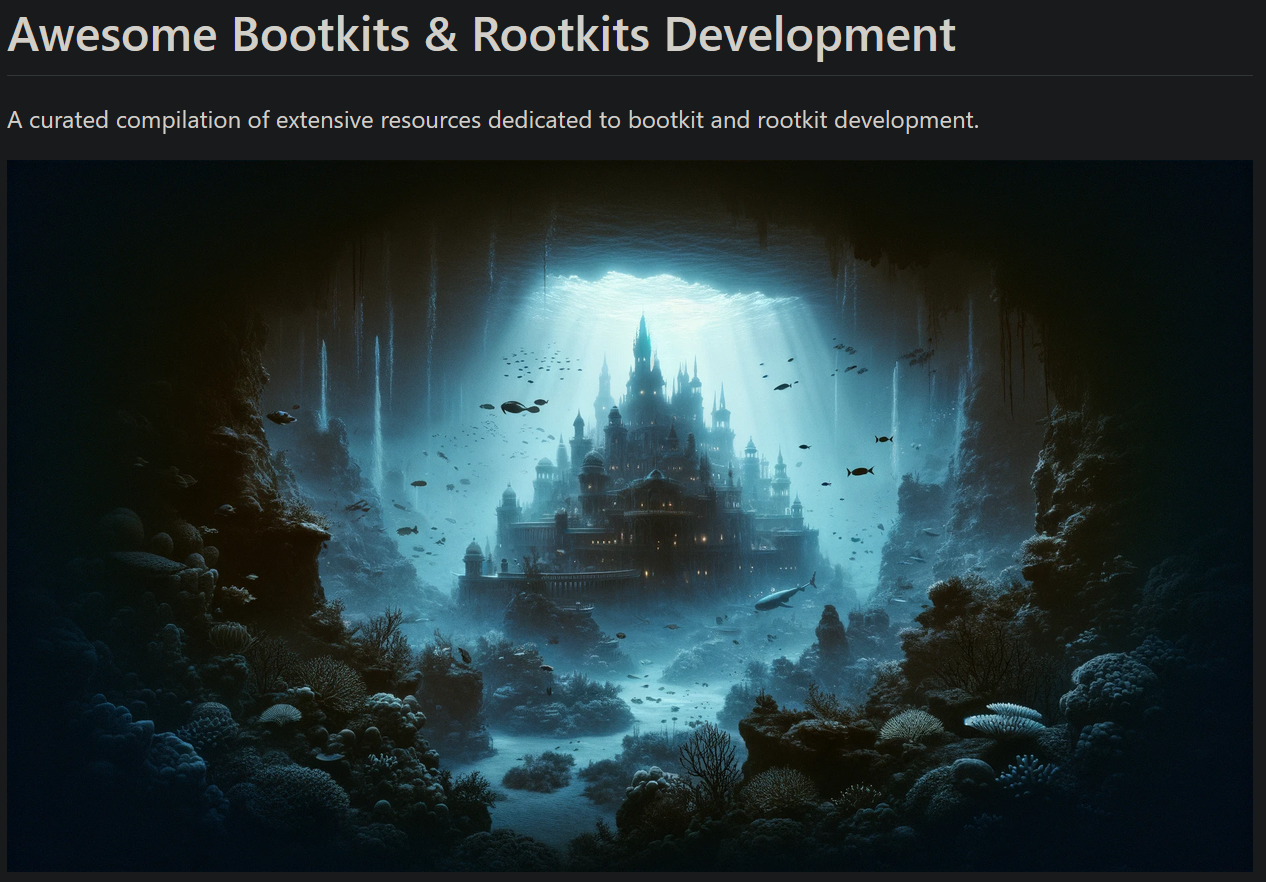 Awesome Bootkits & Rootkits Development
A curated compilation of extensive resources dedicated to bootkit and rootkit development.